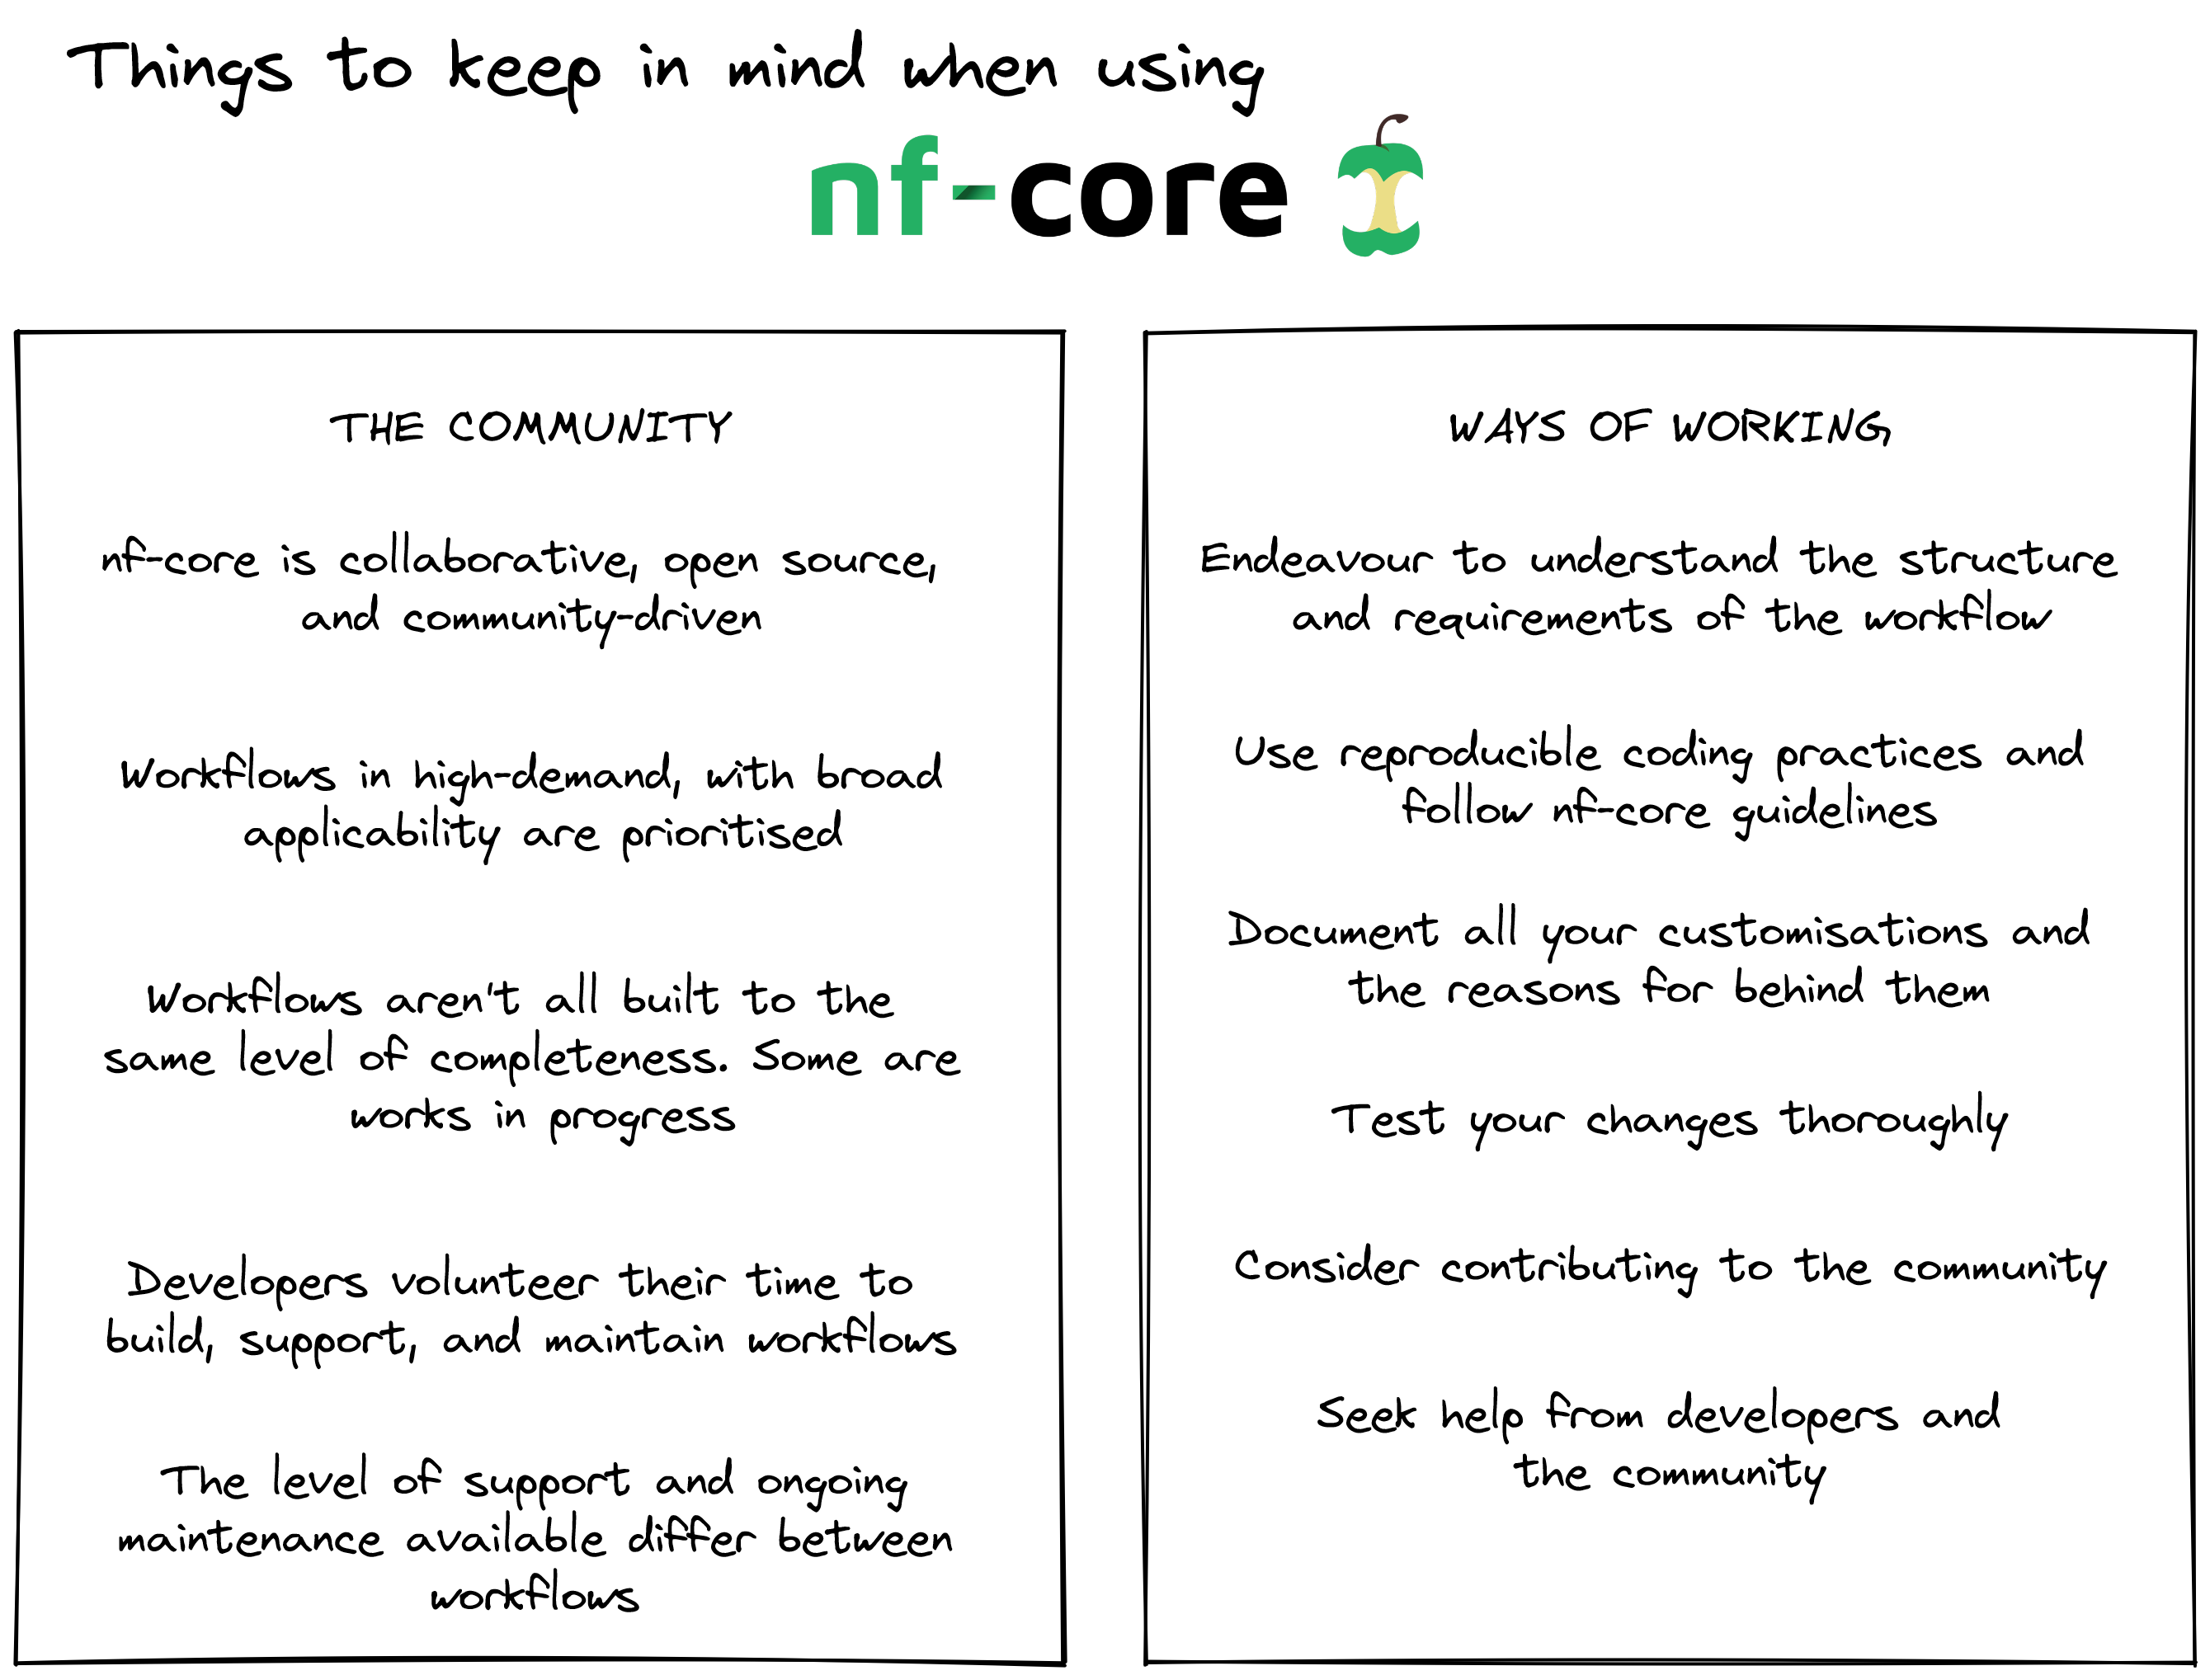 Things to keep in mind when using
nf-core
THE COMMUNITY
nf-core is collaborative, open source,
and community-driven
Workflows in high-demand, with broad
applicability are prioritised
Workflows aren't all built to the
same level of completeness. Some are
works in progress
Developers volunteer their time to
build, support, and maintain workflows
The level of support and ongoing
maintenance available differ between
workflows
WAYS OF WORKING
Endeavour to understand the structure
and requirements of the workflow
Use reproducible coding practices and
follow nf-core guidelines
Document all your customisations and
the reasons for behind them
Test your changes thoroughly
Consider contributing to the community
Seek help from developers and
the community